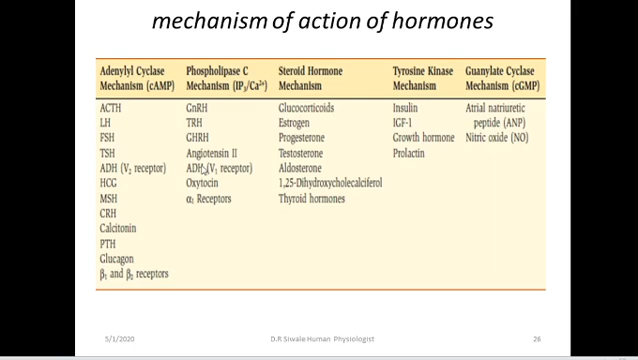 mechanism of action of hormones
Adenylyl Cyclase Mechanism (cAMP)
Phospholipase C Mechanism (IP₃/Ca²⁺)
Steroid Hormone Mechanism
Tyrosine Kinase Mechanism
Guanylate Cyclase Mechanism (cGMP)
ACTH GnRH Glucocorticoids Insulin Atrial natriuretic
LH TRH Estrogen IGF-1 peptide (ANP)
FSH GHRH Progesterone Growth hormone Nitric oxide (NO)
TSH Angiotensin II Testosterone Prolactin
ADH (V₂ receptor) ADH (V₁ receptor) Aldosterone
HCG Oxytocin 1,25-Dihydroxycholecalciferol
MSH α₁ Receptors Thyroid hormones
CRH
Calcitonin
PTH
Glucagon
β₁ and β₂ receptors
5/1/2020 D.R Siwale Human Physiologist 28